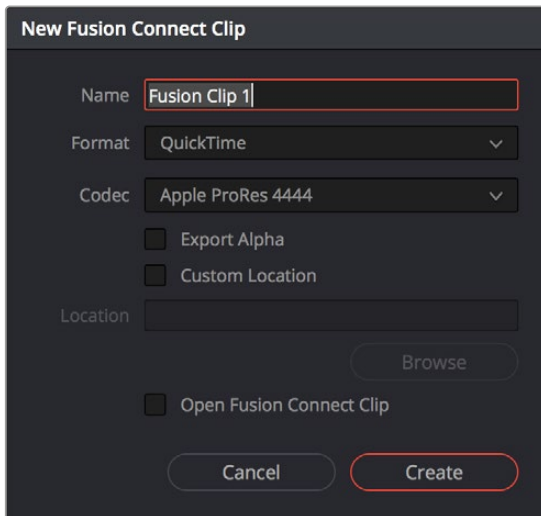 New Fusion Connect Clip
Name Fusion Clip 1
Format QuickTime
Codec Apple ProRes 4444
Export Alpha
Custom Location
Location
Browse
Open Fusion Connect Clip
Cancel Create